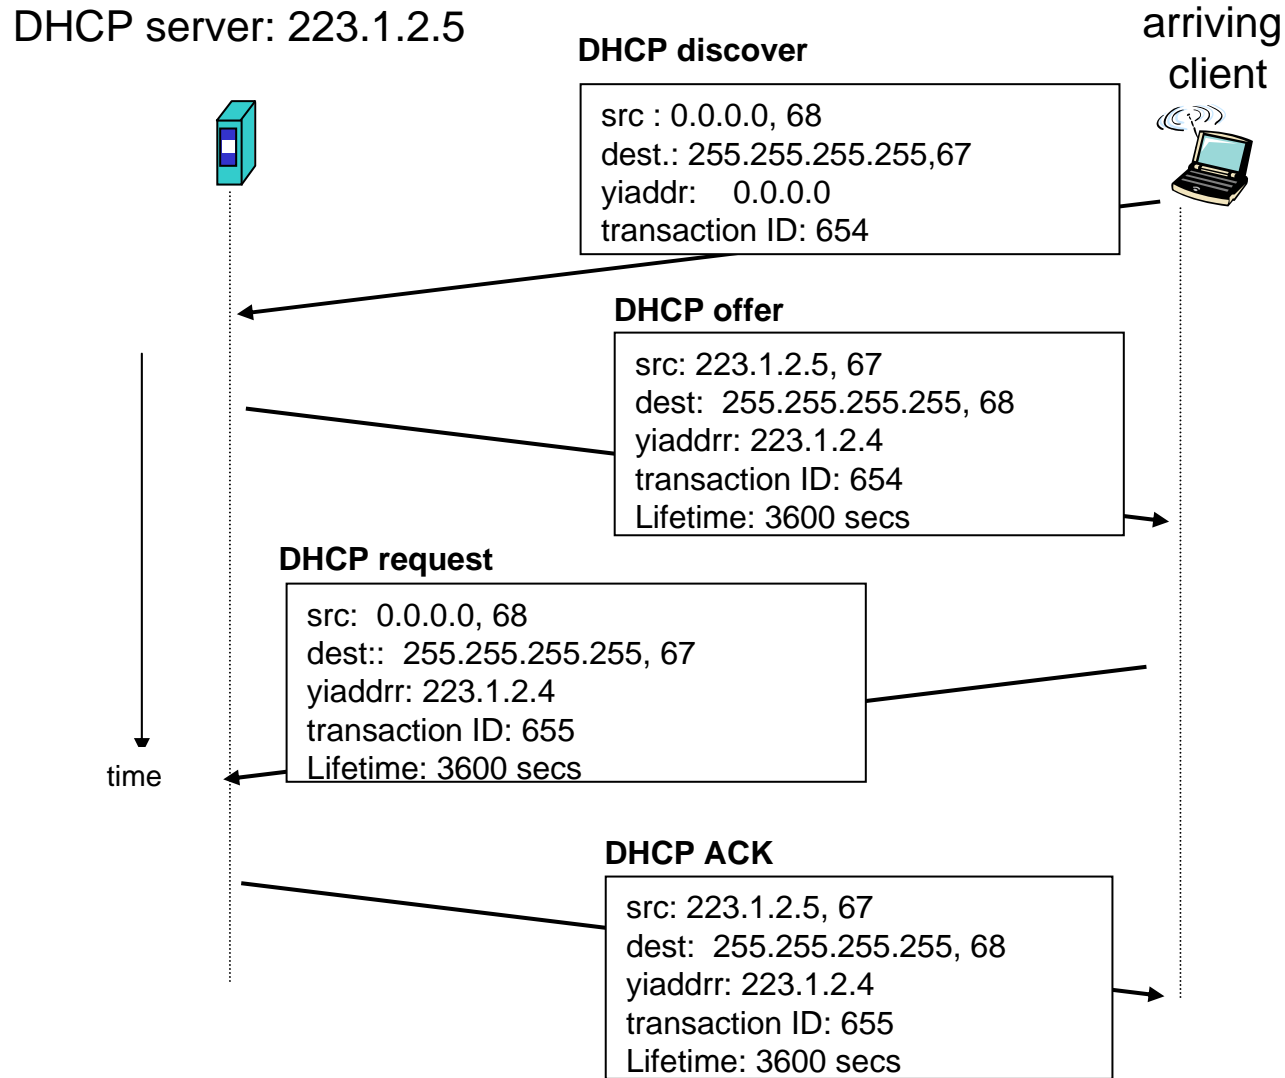 DHCP server: 223.1.2.5
arriving
client
DHCP discover
src : 0.0.0.0, 68
dest.: 255.255.255.255,67
yiaddr: 0.0.0.0
transaction ID: 654
DHCP offer
src: 223.1.2.5, 67
dest: 255.255.255.255, 68
yiaddrr: 223.1.2.4
transaction ID: 654
Lifetime: 3600 secs
DHCP request
src: 0.0.0.0, 68
dest:: 255.255.255.255, 67
yiaddrr: 223.1.2.4
transaction ID: 655
Lifetime: 3600 secs
time
DHCP ACK
src: 223.1.2.5, 67
dest: 255.255.255.255, 68
yiaddrr: 223.1.2.4
transaction ID: 655
Lifetime: 3600 secs